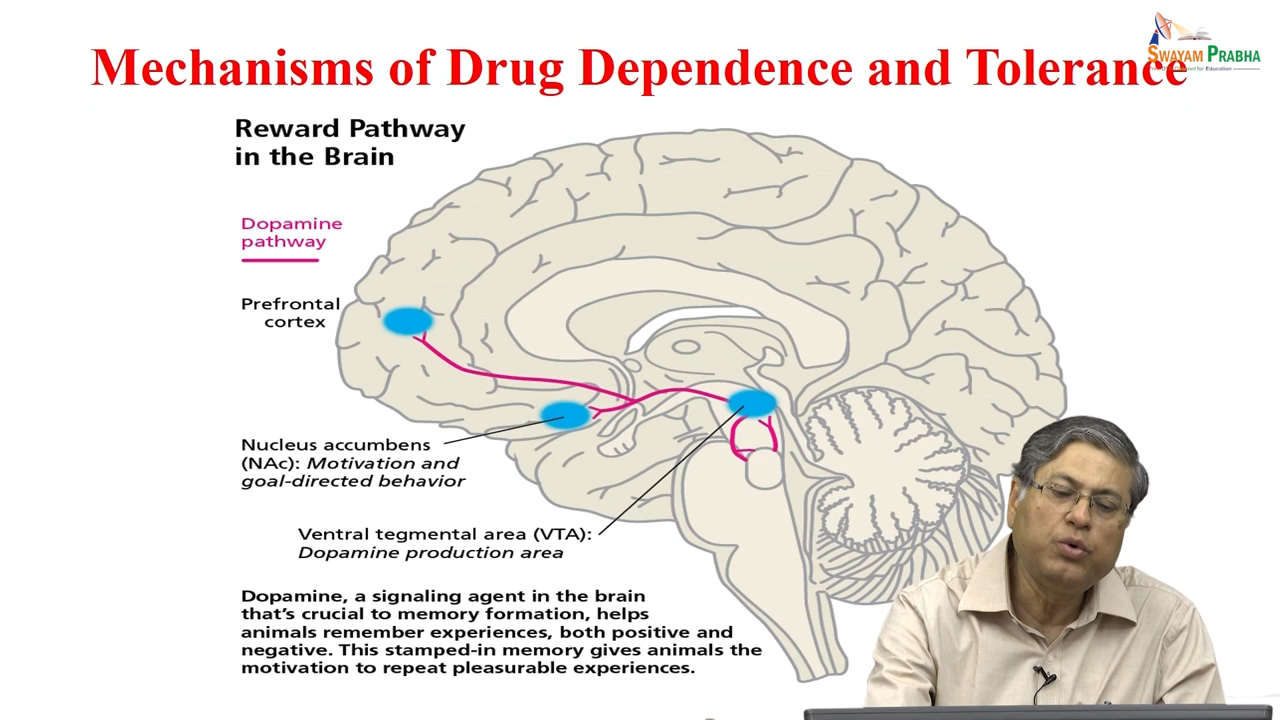 Mechanisms of Drug Dependence and Tolerance
SWAYAM PRABHA
Reward Pathway
in the Brain
Dopamine
pathway
Prefrontal
cortex
Nucleus accumbens
(NAc): Motivation and
goal-directed behavior
Ventral tegmental area (VTA):
Dopamine production area
Dopamine, a signaling agent in the brain
that's crucial to memory formation, helps
animals remember experiences, both positive and
negative. This stamped-in memory gives animals the
motivation to repeat pleasurable experiences.